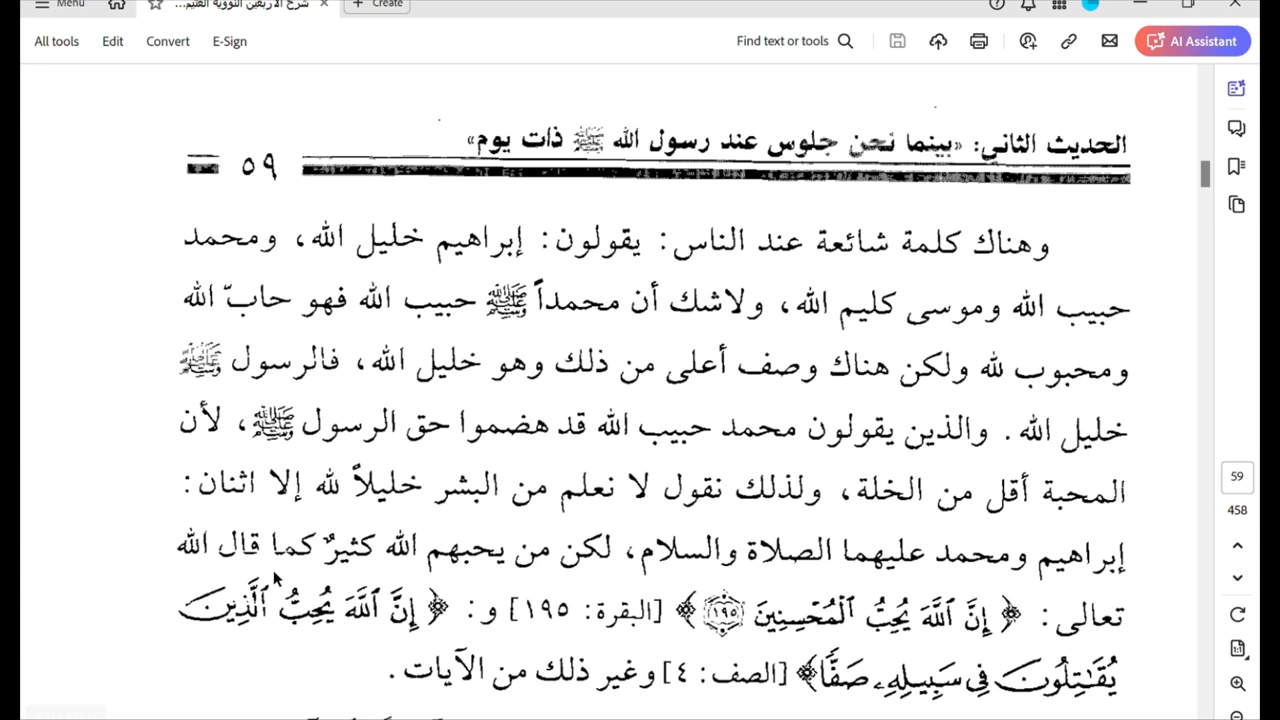 Menu
شرح الأربعين النووية العثيم...
Create
All tools
Edit
Convert
E-Sign
Find text or tools
AI Assistant
الحديث الثاني: «بينما نحن جلوس عند رسول الله ﷺ ذات يوم»
٥٩
وهناك كلمة شائعة عند الناس: يقولون: إبراهيم خليل الله، ومحمد
حبيب الله وموسى كليم الله، ولاشك أن محمداً ﷺ حبيب الله فهو حابّ الله
ومحبوب لله ولكن هناك وصف أعلى من ذلك وهو خليل الله، فالرسول ﷺ
خليل الله. والذين يقولون محمد حبيب الله قد هضموا حق الرسول ﷺ، لأن
المحبة أقل من الخلة، ولذلك نقول لا نعلم من البشر خليلاً لله إلا اثنان:
إبراهيم ومحمد عليهما الصلاة والسلام، لكن من يحبهم الله كثيرٌ كما قال الله
تعالى: ﴿إِنَّ ٱللَّهَ يُحِبُّ ٱلْمُحْسِنِينَ ١٩٥﴾ [البقرة: ١٩٥] و: ﴿إِنَّ ٱللَّهَ يُحِبُّ ٱلَّذِينَ
يُقَٰتِلُونَ فِى سَبِيلِهِۦ صَفًّا﴾ [الصف: ٤] وغير ذلك من الآيات.
59
458